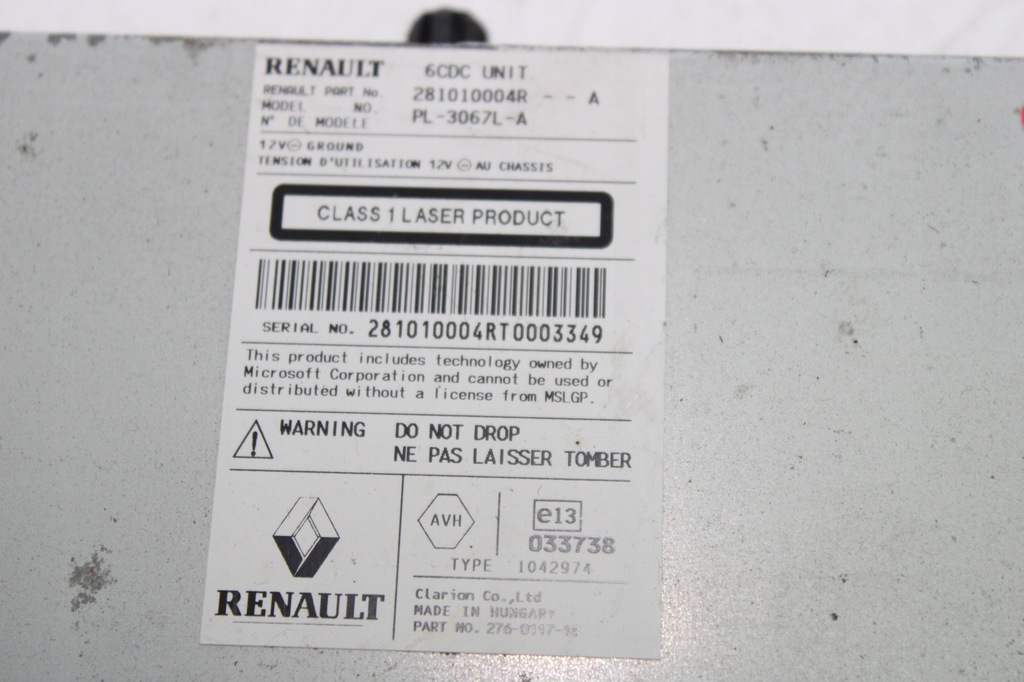 RENAULT 6CDC UNIT
RENAULT PART No. 281010004R - - A
MODEL NO. PL-3067L-A
N° DE MODELE
12V⊖ GROUND
TENSION D'UTILISATION 12V ⊖ AU CHASSIS
CLASS 1 LASER PRODUCT
SERIAL NO. 281010004RT0003349
This product includes technology owned by
Microsoft Corporation and cannot be used or
distributed without a license from MSLGP.
WARNING DO NOT DROP
NE PAS LAISSER TOMBER
AVH e13
033738
TYPE 1042974
RENAULT
Clarion Co.,Ltd
MADE IN HUNGARY
PART NO.